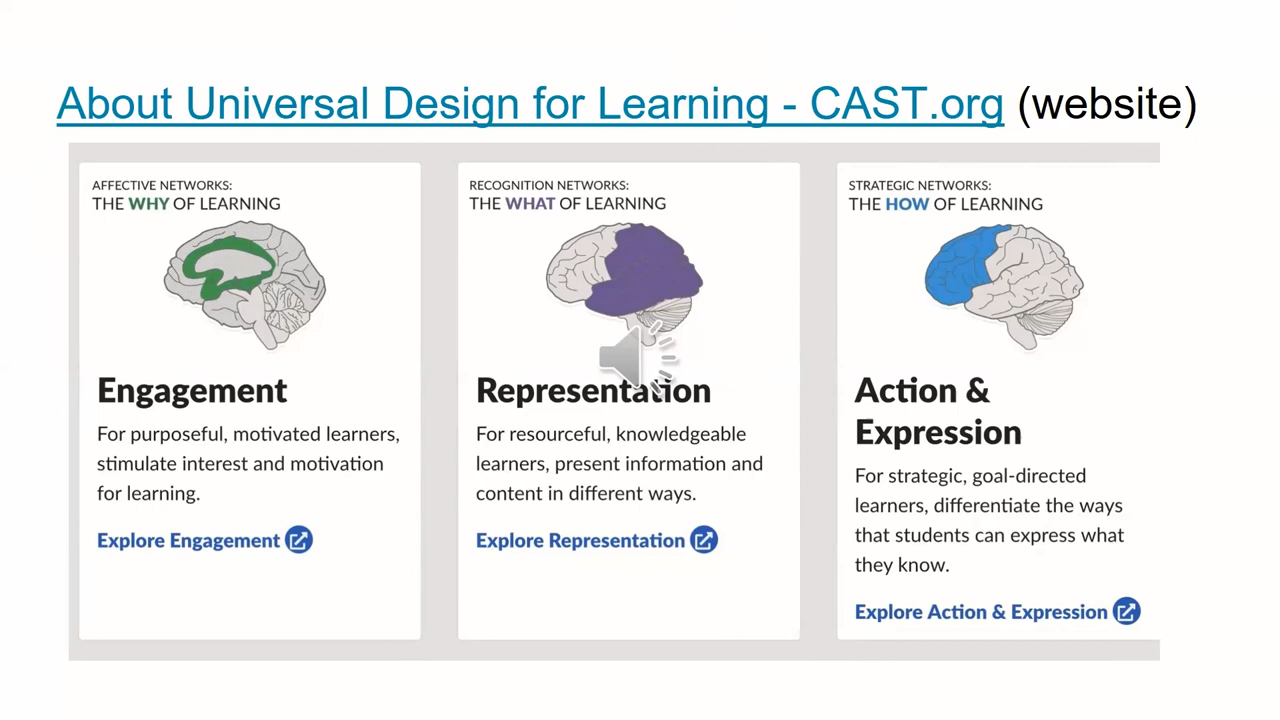 About Universal Design for Learning - CAST.org (website)
AFFECTIVE NETWORKS:
THE WHY OF LEARNING
Engagement
For purposeful, motivated learners,
stimulate interest and motivation
for learning.
Explore Engagement
RECOGNITION NETWORKS:
THE WHAT OF LEARNING
Representation
For resourceful, knowledgeable
learners, present information and
content in different ways.
Explore Representation
STRATEGIC NETWORKS:
THE HOW OF LEARNING
Action &
Expression
For strategic, goal-directed
learners, differentiate the ways
that students can express what
they know.
Explore Action & Expression